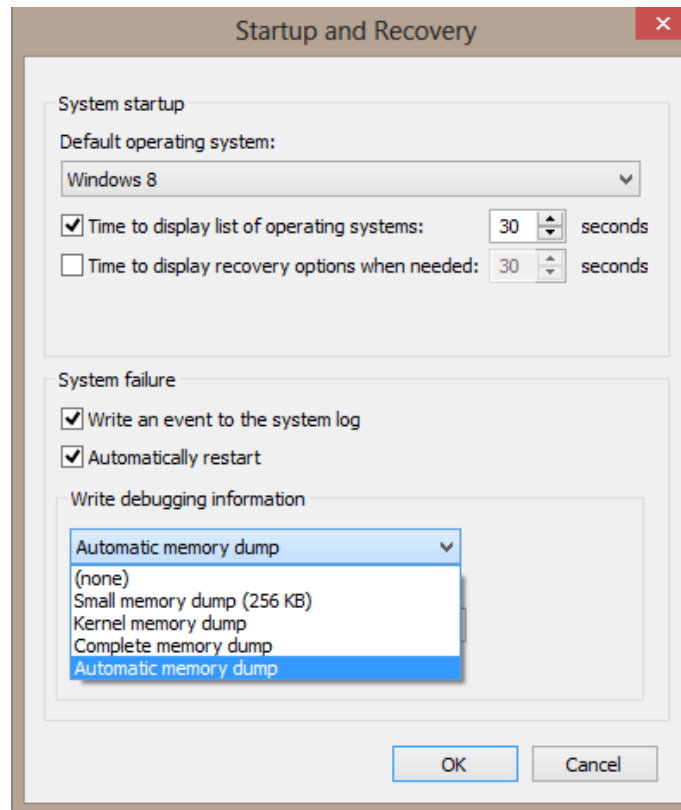 Startup and Recovery
System startup
Default operating system:
Windows 8
Time to display list of operating systems: 30 seconds
Time to display recovery options when needed: 30 seconds
System failure
Write an event to the system log
Automatically restart
Write debugging information
Automatic memory dump
(none)
Small memory dump (256 KB)
Kernel memory dump
Complete memory dump
Automatic memory dump
OK Cancel